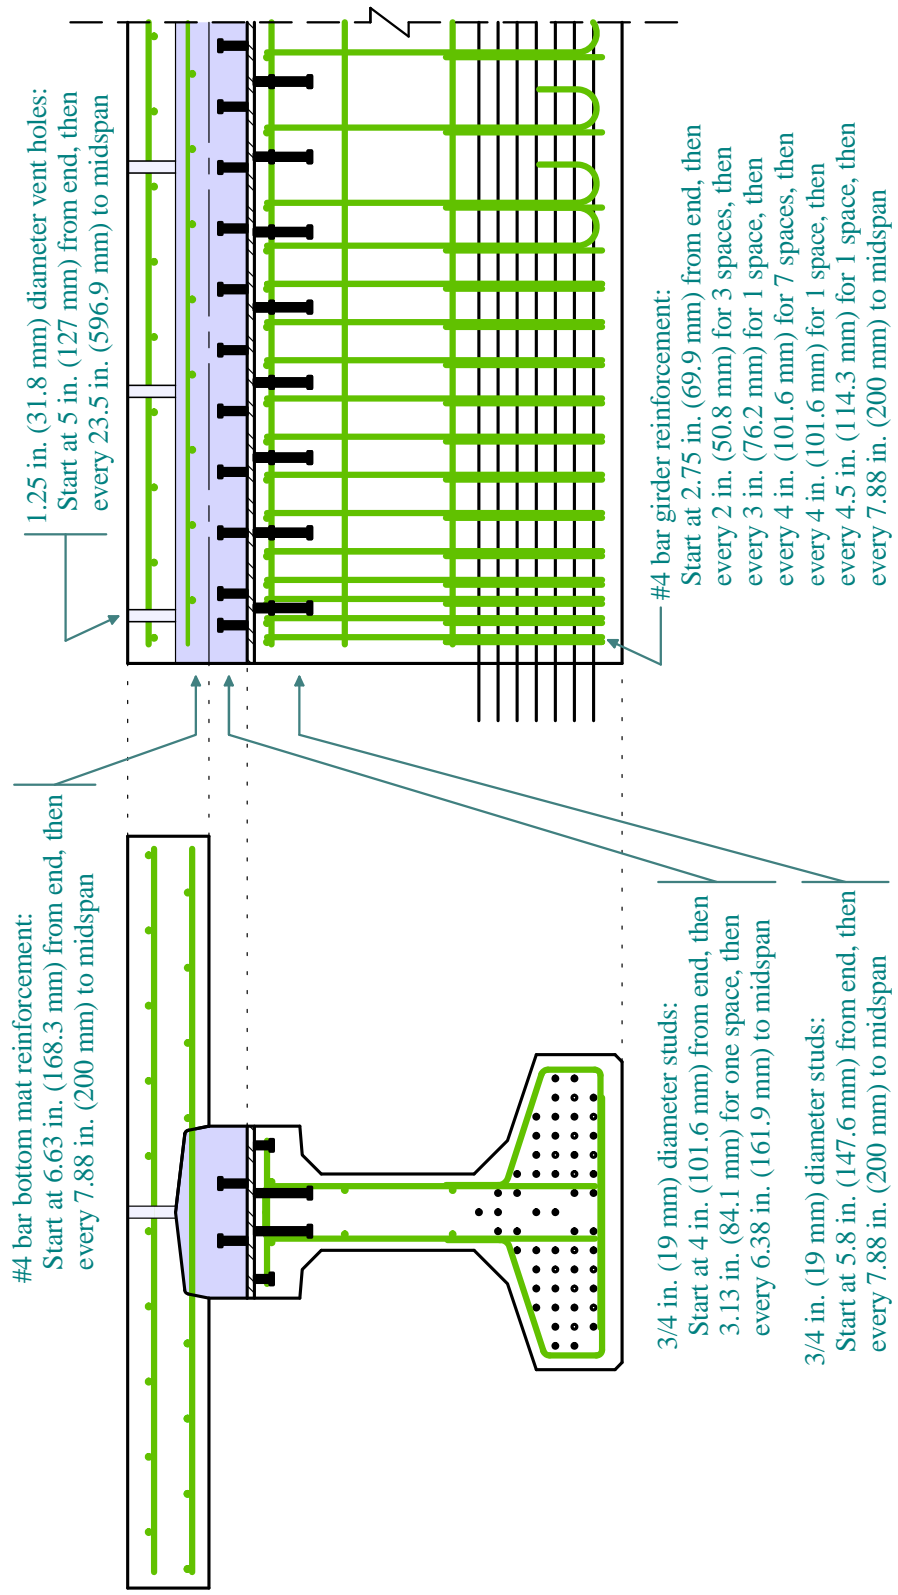 #4 bar bottom mat reinforcement:
Start at 6.63 in. (168.3 mm) from end, then
every 7.88 in. (200 mm) to midspan
1.25 in. (31.8 mm) diameter vent holes:
Start at 5 in. (127 mm) from end, then
every 23.5 in. (596.9 mm) to midspan
3/4 in. (19 mm) diameter studs:
Start at 4 in. (101.6 mm) from end, then
3.13 in. (84.1 mm) for one space, then
every 6.38 in. (161.9 mm) to midspan
3/4 in. (19 mm) diameter studs:
Start at 5.8 in. (147.6 mm) from end, then
every 7.88 in. (200 mm) to midspan
#4 bar girder reinforcement:
Start at 2.75 in. (69.9 mm) from end, then
every 2 in. (50.8 mm) for 3 spaces, then
every 3 in. (76.2 mm) for 1 space, then
every 4 in. (101.6 mm) for 7 spaces, then
every 4 in. (101.6 mm) for 1 space, then
every 4.5 in. (114.3 mm) for 1 space, then
every 7.88 in. (200 mm) to midspan